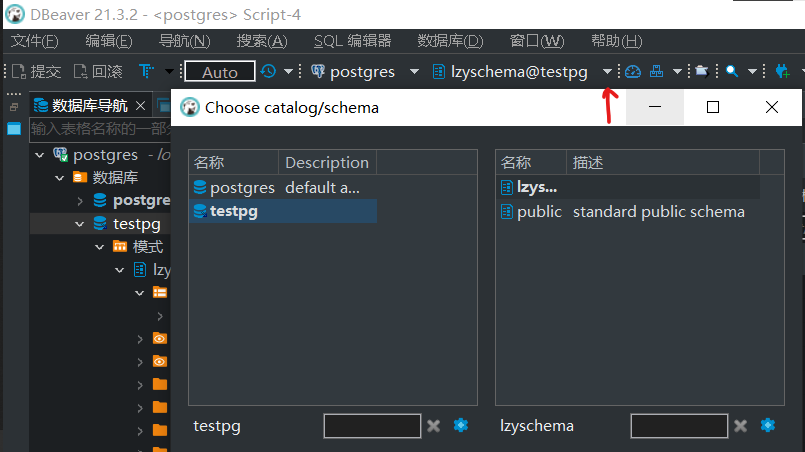 DBeaver 21.3.2 - <postgres> Script-4
文件(F) 编辑(E) 导航(N) 搜索(A) SQL 编辑器 数据库(D) 窗口(W) 帮助(H)
提交 回滚 Auto postgres lzyschema@testpg
数据库导航
输入表格名称的一部分
Choose catalog/schema
postgres - lo
数据库
postgre
testpg
模式
lzy
名称 Description
postgres default a...
testpg
名称 描述
lzys...
public standard public schema
testpg
lzyschema